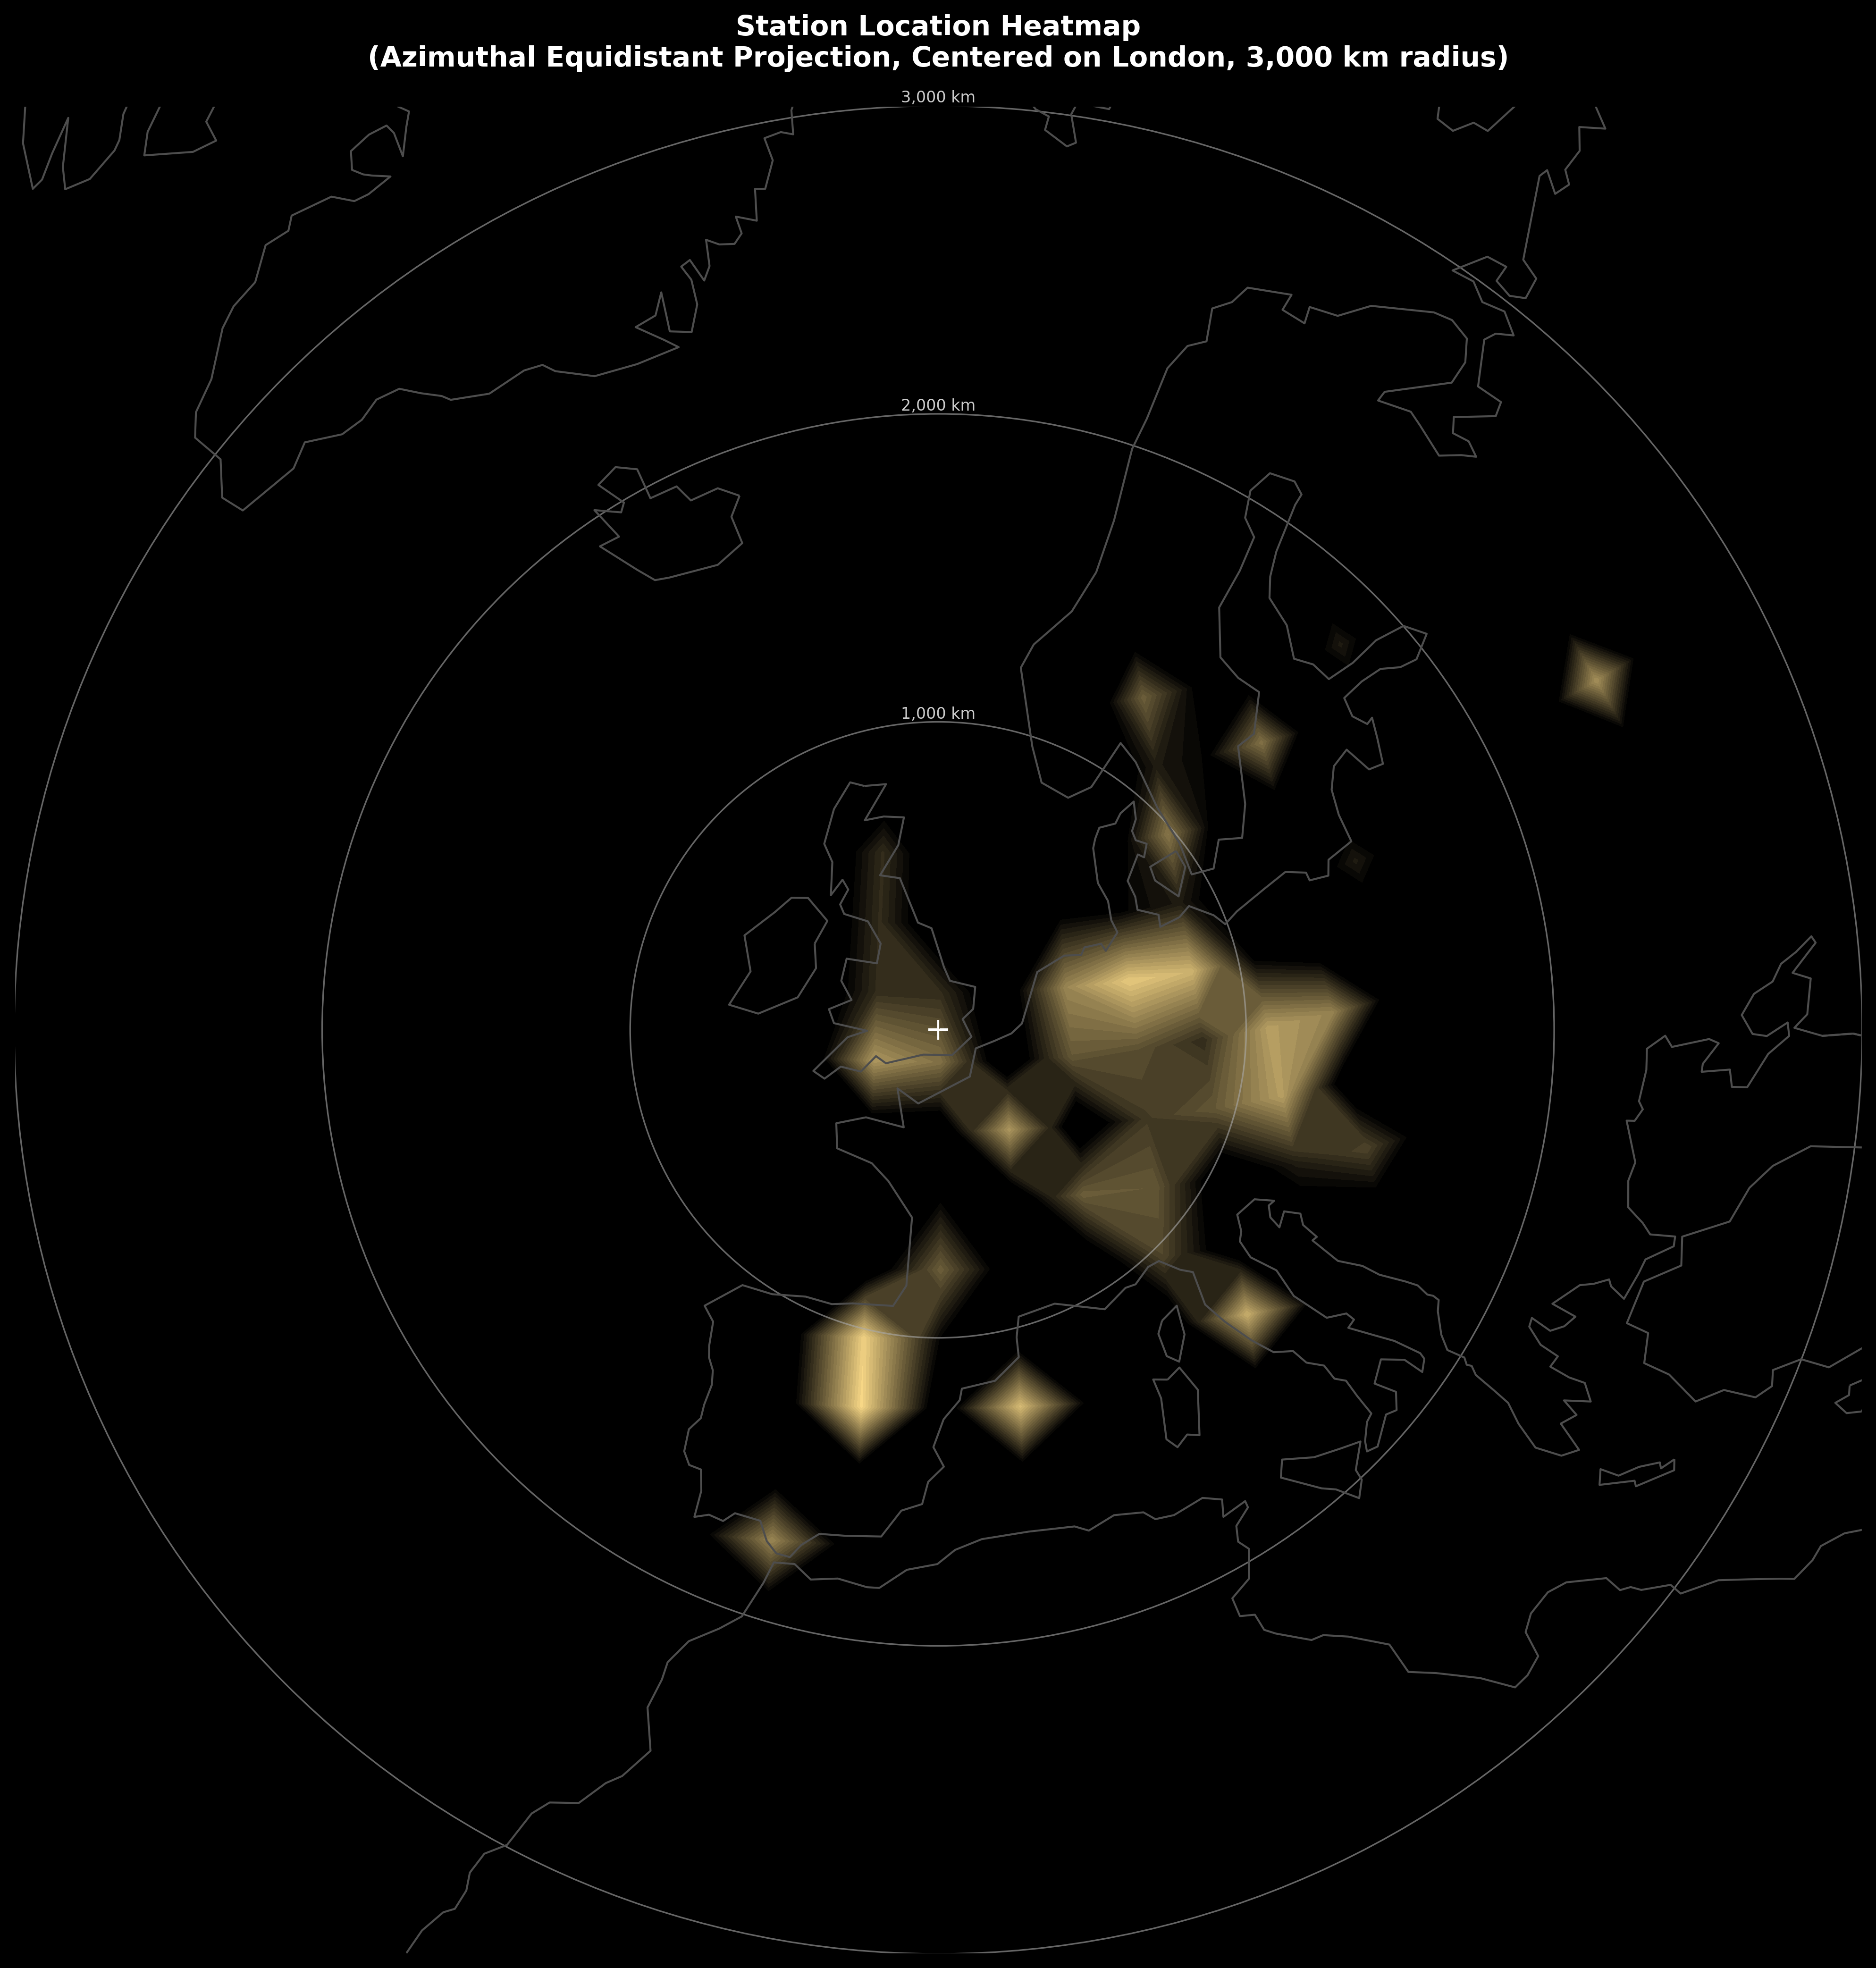 Station Location Heatmap
(Azimuthal Equidistant Projection, Centered on London, 3,000 km radius)
3,000 km
2,000 km
1,000 km